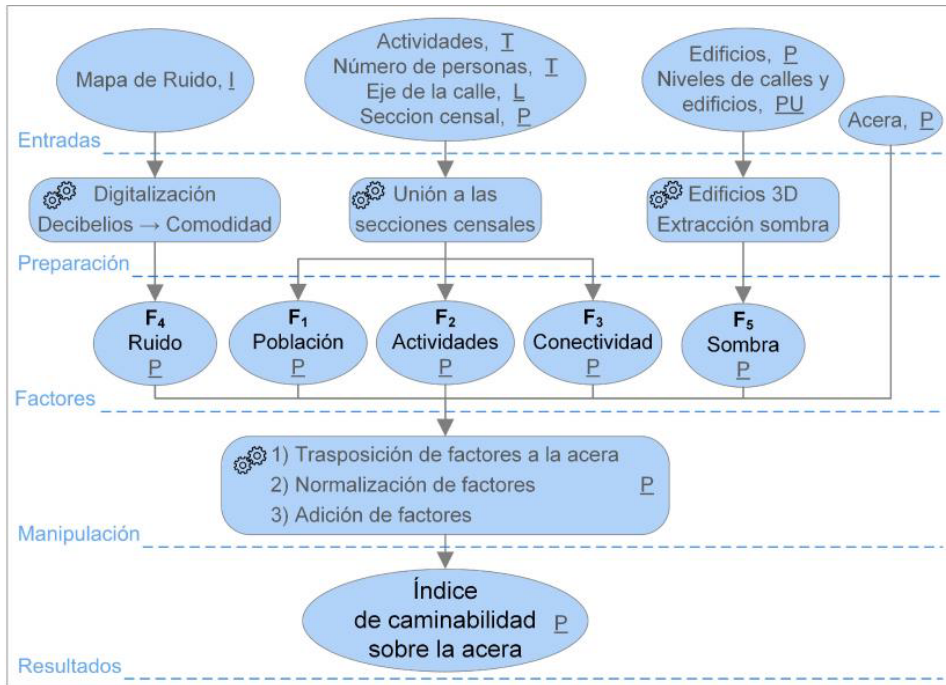 Mapa de Ruido, I
Actividades, T
Número de personas, T
Eje de la calle, L
Seccion censal, P
Edificios, P
Niveles de calles y
edificios, PU
Acera, P
Entradas
Digitalización
Decibelios → Comodidad
Unión a las
secciones censales
Edificios 3D
Extracción sombra
Preparación
F4
Ruido
P
F1
Población
P
F2
Actividades
P
F3
Conectividad
P
F5
Sombra
P
Factores
1) Trasposición de factores a la acera
2) Normalización de factores P
3) Adición de factores
Manipulación
Índice
de caminabilidad P
sobre la acera
Resultados